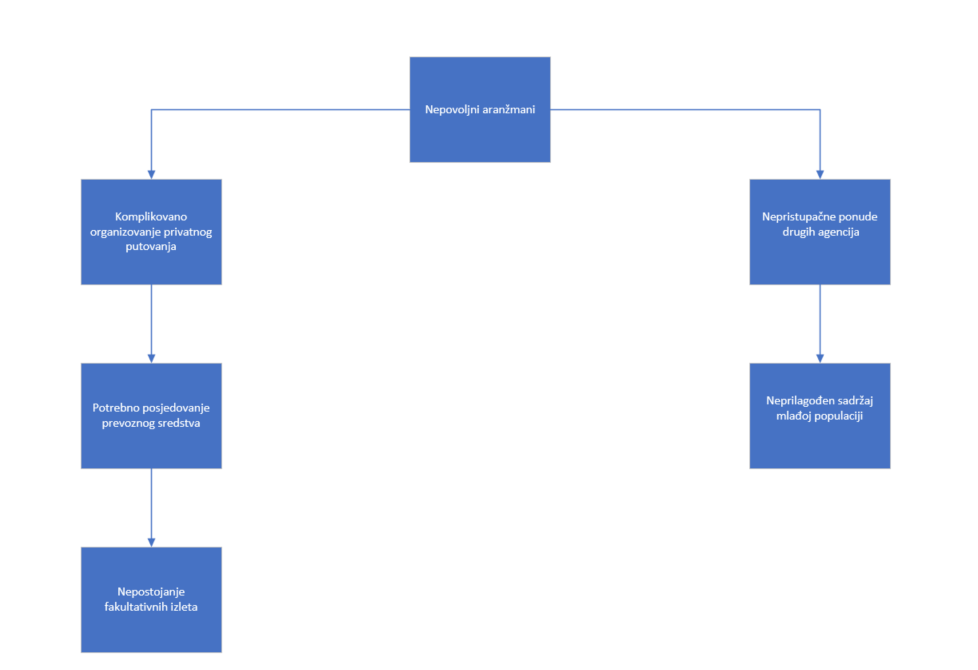 Nepovoljni aranžmani
Komplikovano
organizovanje privatnog
putovanja
Nepristupačne ponude
drugih agencija
Potrebno posjedovanje
prevoznog sredstva
Neprilagođen sadržaj
mlađoj populaciji
Nepostojanje
fakultativnih izleta